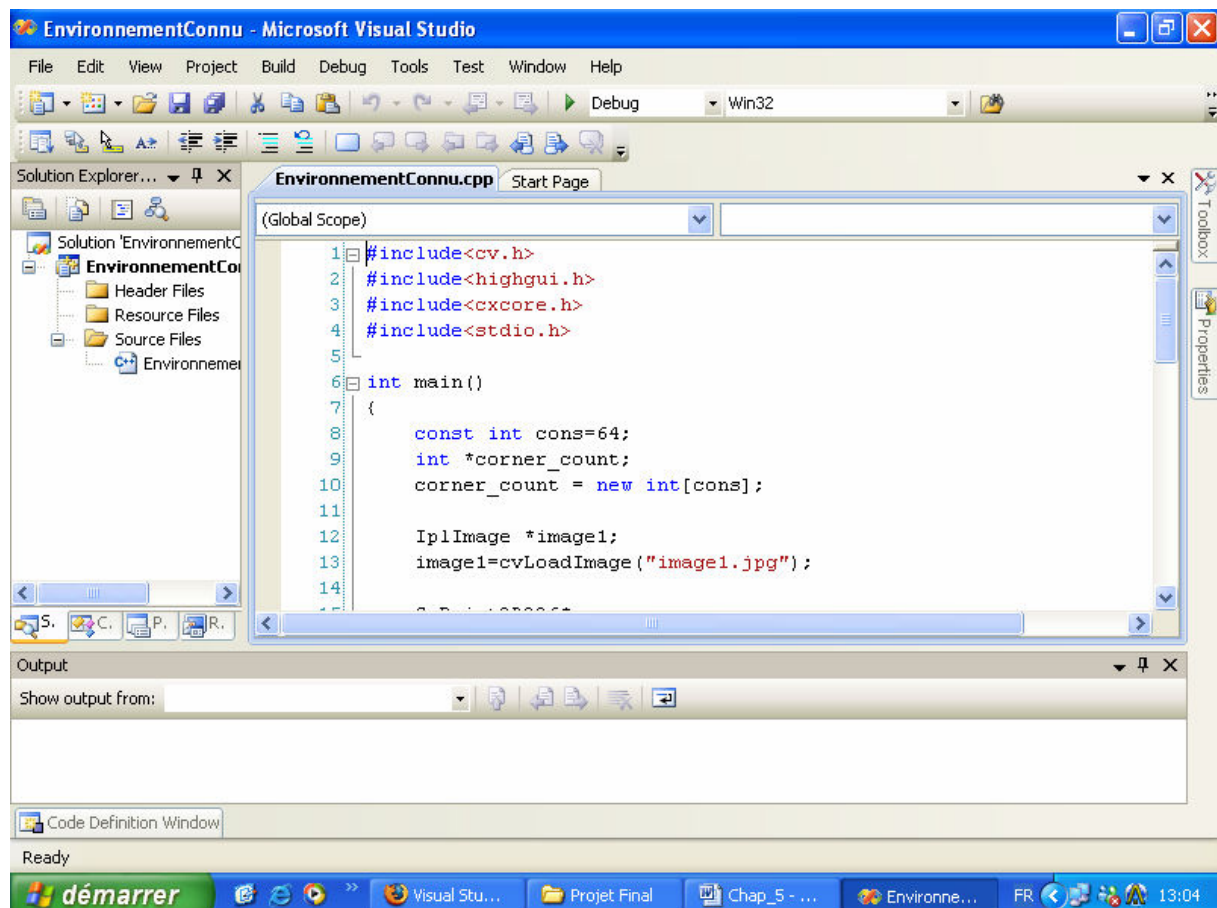 EnvironnementConnu - Microsoft Visual Studio
File Edit View Project Build Debug Tools Test Window Help
Debug Win32
Solution Explorer...
EnvironnementConnu.cpp Start Page
(Global Scope)
Solution 'EnvironnementC
EnvironnementCo
Header Files
Resource Files
Source Files
Environnemer
1 #include<cv.h>
2 #include<highgui.h>
3 #include<cxcore.h>
4 #include<stdio.h>
5
6 int main()
7 {
8 const int cons=64;
9 int *corner_count;
10 corner_count = new int[cons];
11
12 IplImage *image1;
13 image1=cvLoadImage("image1.jpg");
14
Toolbox
Properties
S. C. P. R.
Output
Show output from:
Code Definition Window
Ready
démarrer Visual Stu... Projet Final Chap_5 - ... Environne... FR 13:04